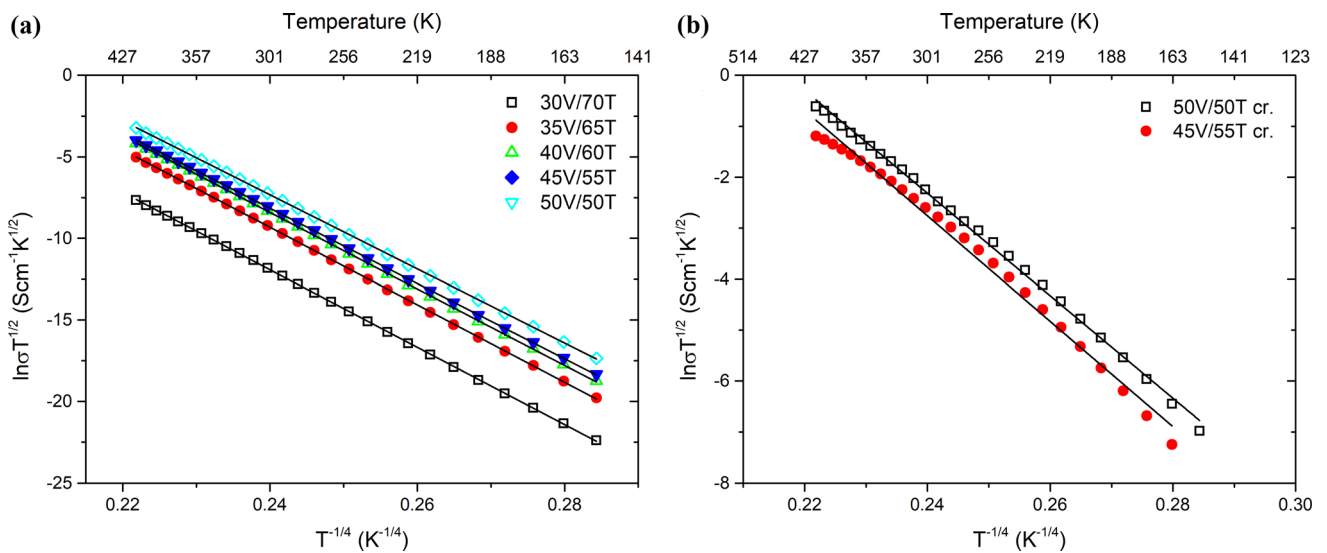 (a)
Temperature (K)
427 357 301 256 219 188 163 141
0
-5
-10
-15
-20
-25
lnσT^1/2 (Scm^-1K^1/2)
30V/70T
35V/65T
40V/60T
45V/55T
50V/50T
0.22 0.24 0.26 0.28
T^-1/4 (K^-1/4)
(b)
Temperature (K)
514 427 357 301 256 219 188 163 141 123
0
-2
-4
-6
-8
lnσT^1/2 (Scm^-1K^1/2)
50V/50T cr.
45V/55T cr.
0.22 0.24 0.26 0.28 0.30
T^-1/4 (K^-1/4)